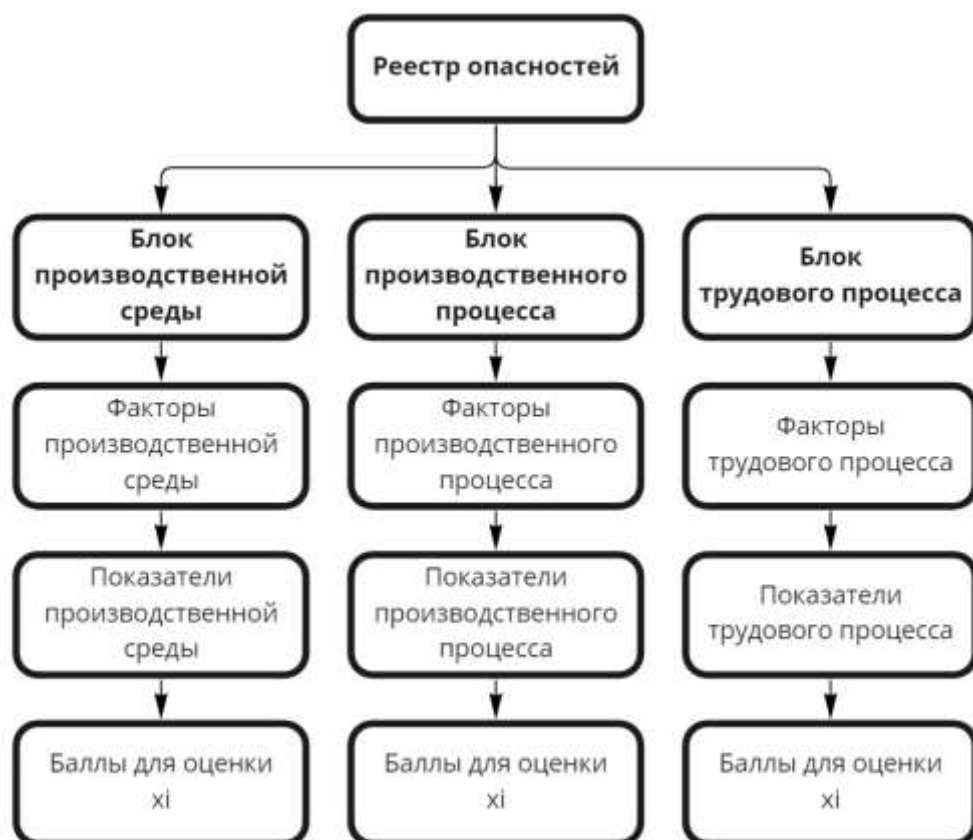 Реестр опасностей
Блок
производственной
среды
Блок
производственного
процесса
Блок
трудового процесса
Факторы
производственной
среды
Факторы
производственного
процесса
Факторы
трудового процесса
Показатели
производственной
среды
Показатели
производственного
процесса
Показатели
трудового процесса
Баллы для оценки
xi
Баллы для оценки
xi
Баллы для оценки
xi